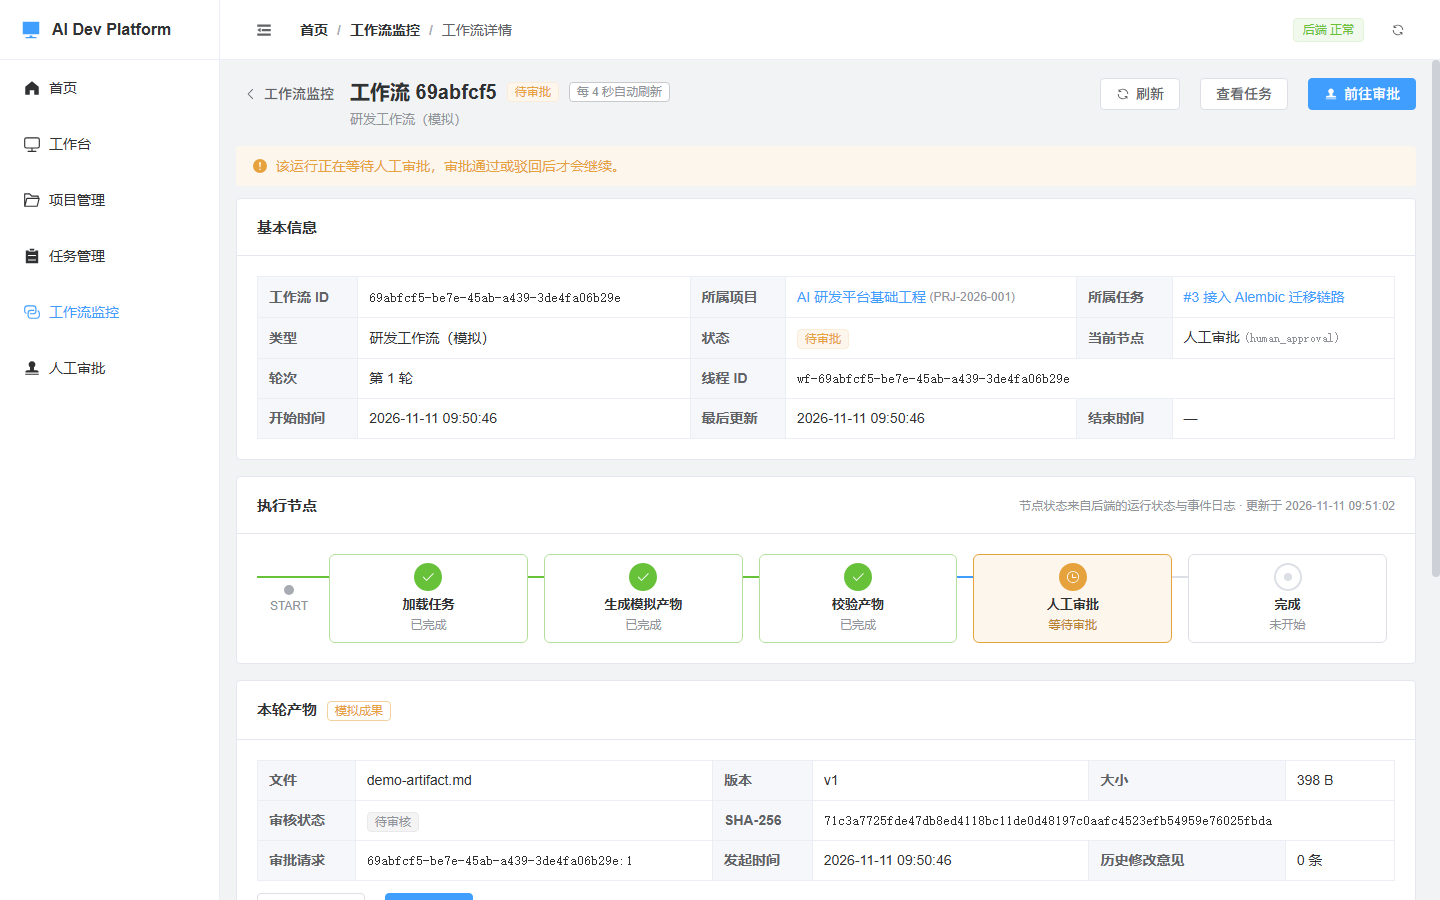 AI Dev Platform
首页 / 工作流监控 / 工作流详情
后端 正常
首页
工作台
项目管理
任务管理
工作流监控
人工审批
工作流监控
工作流 69abfcf5 待审批 每 4 秒自动刷新
研发工作流（模拟）
刷新 查看任务 前往审批
该运行正在等待人工审批，审批通过或驳回后才会继续。
基本信息
工作流 ID 69abfcf5-be7e-45ab-a439-3de4fa06b29e 所属项目 AI 研发平台基础工程 (PRJ-2026-001) 所属任务 #3 接入 Alembic 迁移链路
类型 研发工作流（模拟） 状态 待审批 当前节点 人工审批 (human_approval)
轮次 第 1 轮 线程 ID wf-69abfcf5-be7e-45ab-a439-3de4fa06b29e
开始时间 2026-11-11 09:50:46 最后更新 2026-11-11 09:50:46 结束时间 —
执行节点 节点状态来自后端的运行状态与事件日志 · 更新于 2026-11-11 09:51:02
START
加载任务 生成模拟产物 校验产物 人工审批 完成
已完成 已完成 已完成 等待审批 未开始
本轮产物 模拟成果
文件 demo-artifact.md 版本 v1 大小 398 B
审核状态 待审核 SHA-256 71c3a7725fde47db8ed4118bc11de0d48197c0aafc4523efb54959e76025fbda
审批请求 69abfcf5-be7e-45ab-a439-3de4fa06b29e:1 发起时间 2026-11-11 09:50:46 历史修改意见 0 条